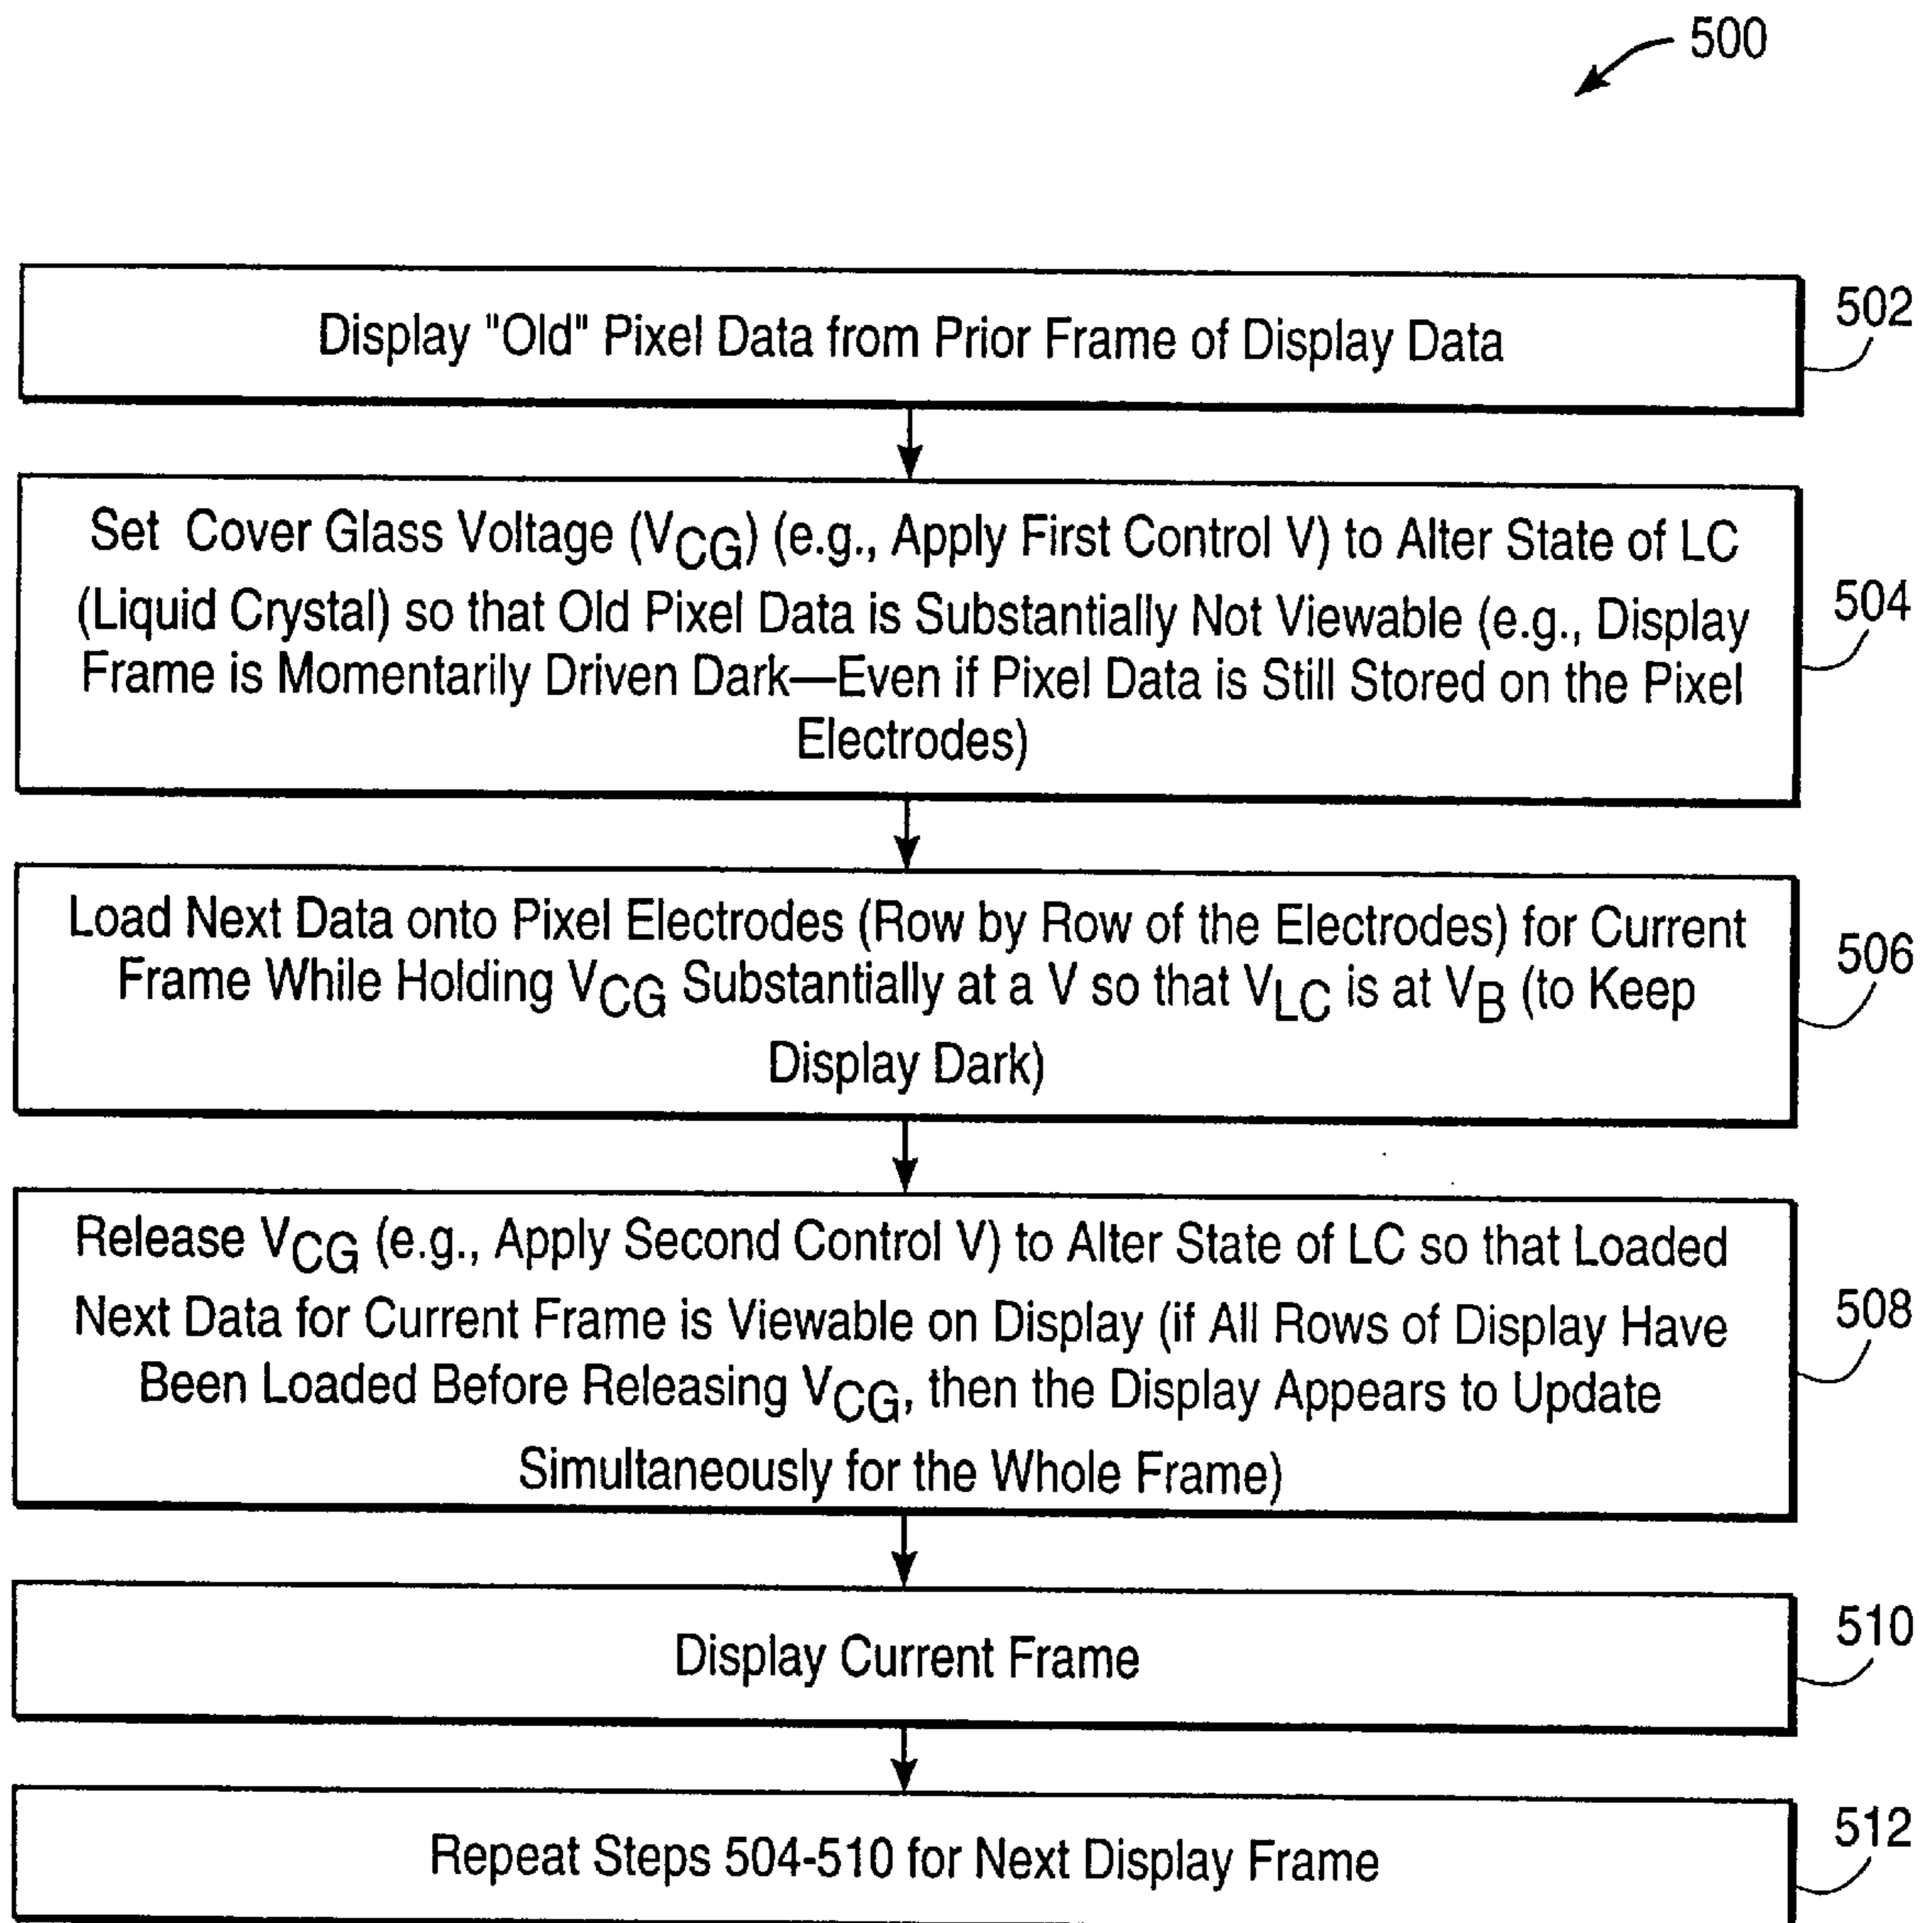 500
Display "Old" Pixel Data from Prior Frame of Display Data
502
Set Cover Glass Voltage (VCG) (e.g., Apply First Control V) to Alter State of LC
(Liquid Crystal) so that Old Pixel Data is Substantially Not Viewable (e.g., Display
Frame is Momentarily Driven Dark—Even if Pixel Data is Still Stored on the Pixel
Electrodes)
504
Load Next Data onto Pixel Electrodes (Row by Row of the Electrodes) for Current
Frame While Holding VCG Substantially at a V so that VLC is at VB (to Keep
Display Dark)
506
Release VCG (e.g., Apply Second Control V) to Alter State of LC so that Loaded
Next Data for Current Frame is Viewable on Display (if All Rows of Display Have
Been Loaded Before Releasing VCG, then the Display Appears to Update
Simultaneously for the Whole Frame)
508
Display Current Frame
510
Repeat Steps 504-510 for Next Display Frame
512